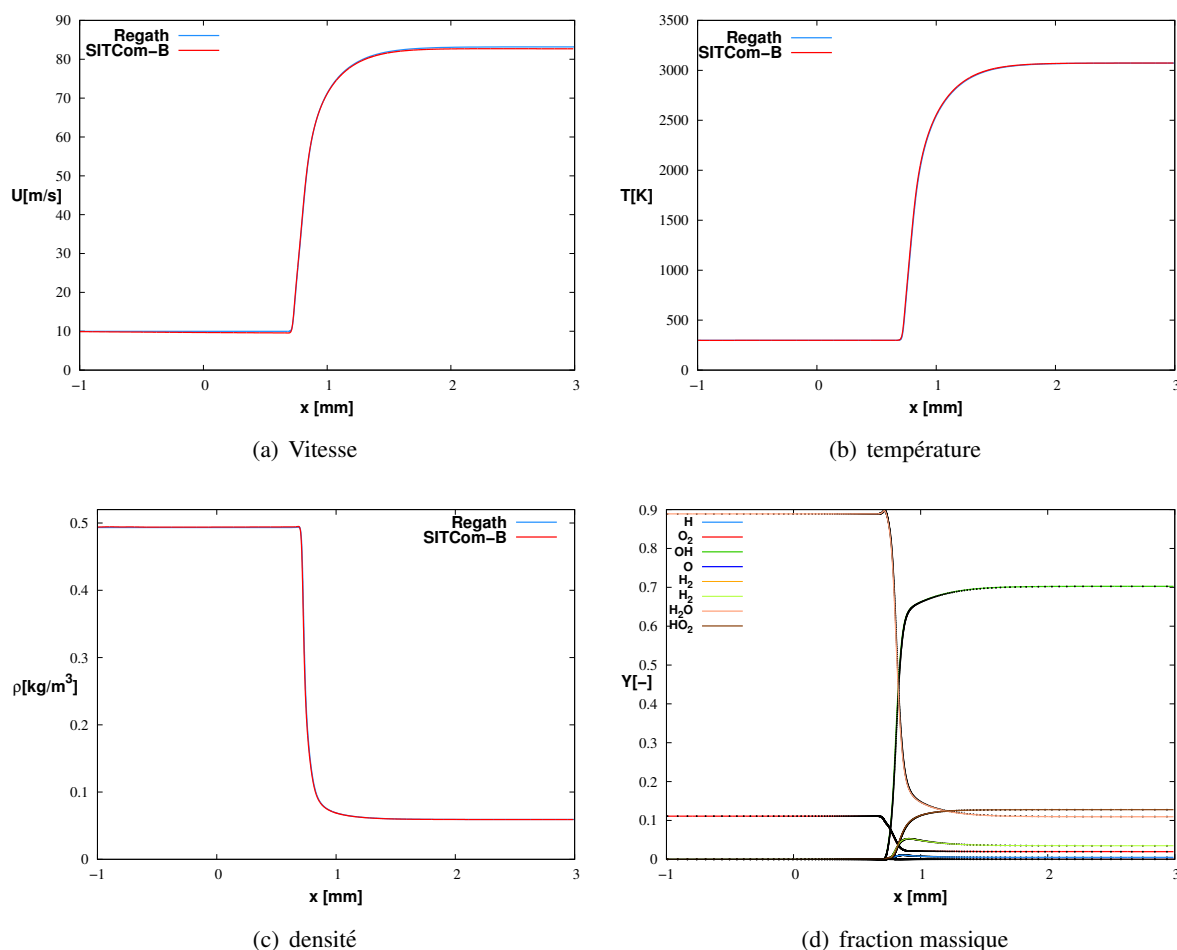 90
80
70
60
50
40
30
20
10
0
U[m/s]
Regath
SITCom−B
−1 0 1 2 3
x [mm]
(a) Vitesse
3500
3000
2500
2000
1500
1000
500
0
T[K]
Regath
SITCom−B
−1 0 1 2 3
x [mm]
(b) température
0.5
0.4
0.3
0.2
0.1
0
ρ[kg/m³]
Regath
SITCom−B
−1 0 1 2 3
x [mm]
(c) densité
0.9
0.8
0.7
0.6
0.5
0.4
0.3
0.2
0.1
0
Y[−]
H
O₂
OH
O
H₂
H₂
H₂O
HO₂
−1 0 1 2 3
x [mm]
(d) fraction massique